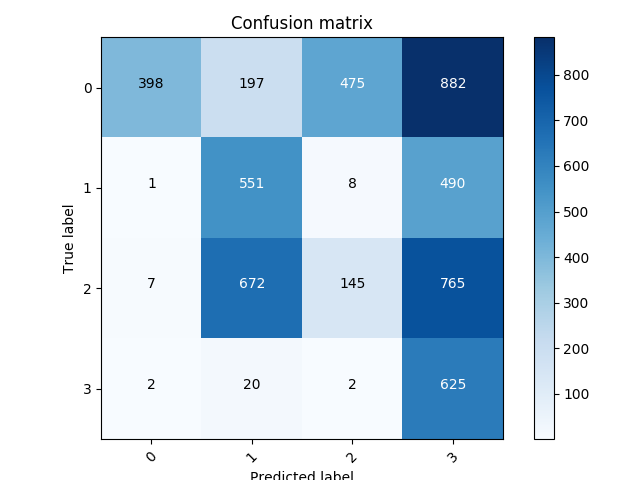 Confusion matrix
0 398 197 475 882
1 1 551 8 490
2 7 672 145 765
3 2 20 2 625
0 1 2 3
True label
Predicted label
800
700
600
500
400
300
200
100